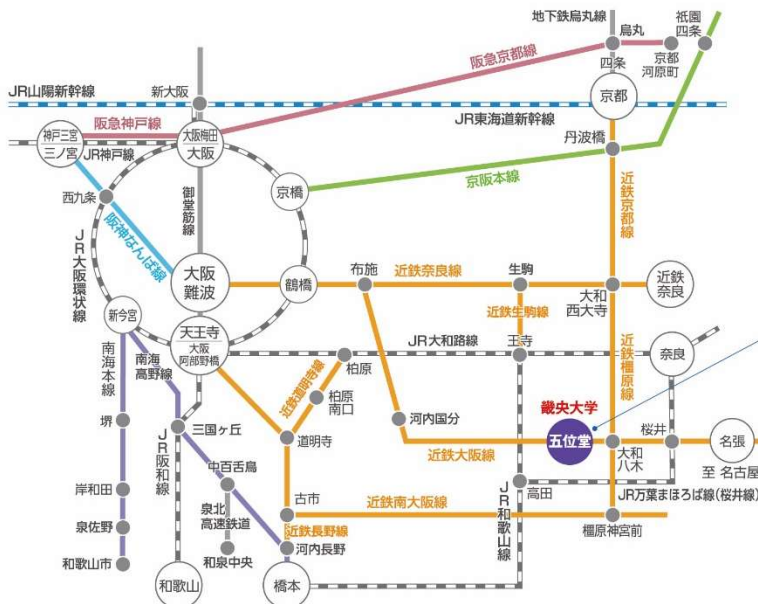 地下鉄烏丸線
祇園
四条
烏丸
四条
京都
河原町
阪急京都線
JR山陽新幹線
新大阪
京都
JR東海道新幹線
阪急神戸線
神戸三宮
三ノ宮
大阪梅田
大阪
JR神戸線
丹波橋
京阪本線
西九条
御堂筋線
京橋
近鉄京都線
阪神なんば線
JR大阪環状線
大阪
難波
鶴橋
布施
近鉄奈良線
生駒
大和
西大寺
近鉄
奈良
新今宮
天王寺
大阪
阿部野橋
近鉄生駒線
JR大和路線
王寺
奈良
南海本線
南海
高野線
近鉄道明寺線
柏原
柏原
南口
近鉄橿原線
畿央大学
五位堂
河内国分
堺
三国ヶ丘
道明寺
近鉄大阪線
大和
八木
桜井
名張
至 名古屋
JR阪和線
中百舌鳥
高田
JR万葉まほろば線(桜井線)
岸和田
泉北
高速鉄道
古市
近鉄南大阪線
JR和歌山線
泉佐野
近鉄長野線
橿原神宮前
和歌山市
和泉中央
河内長野
和歌山
橋本